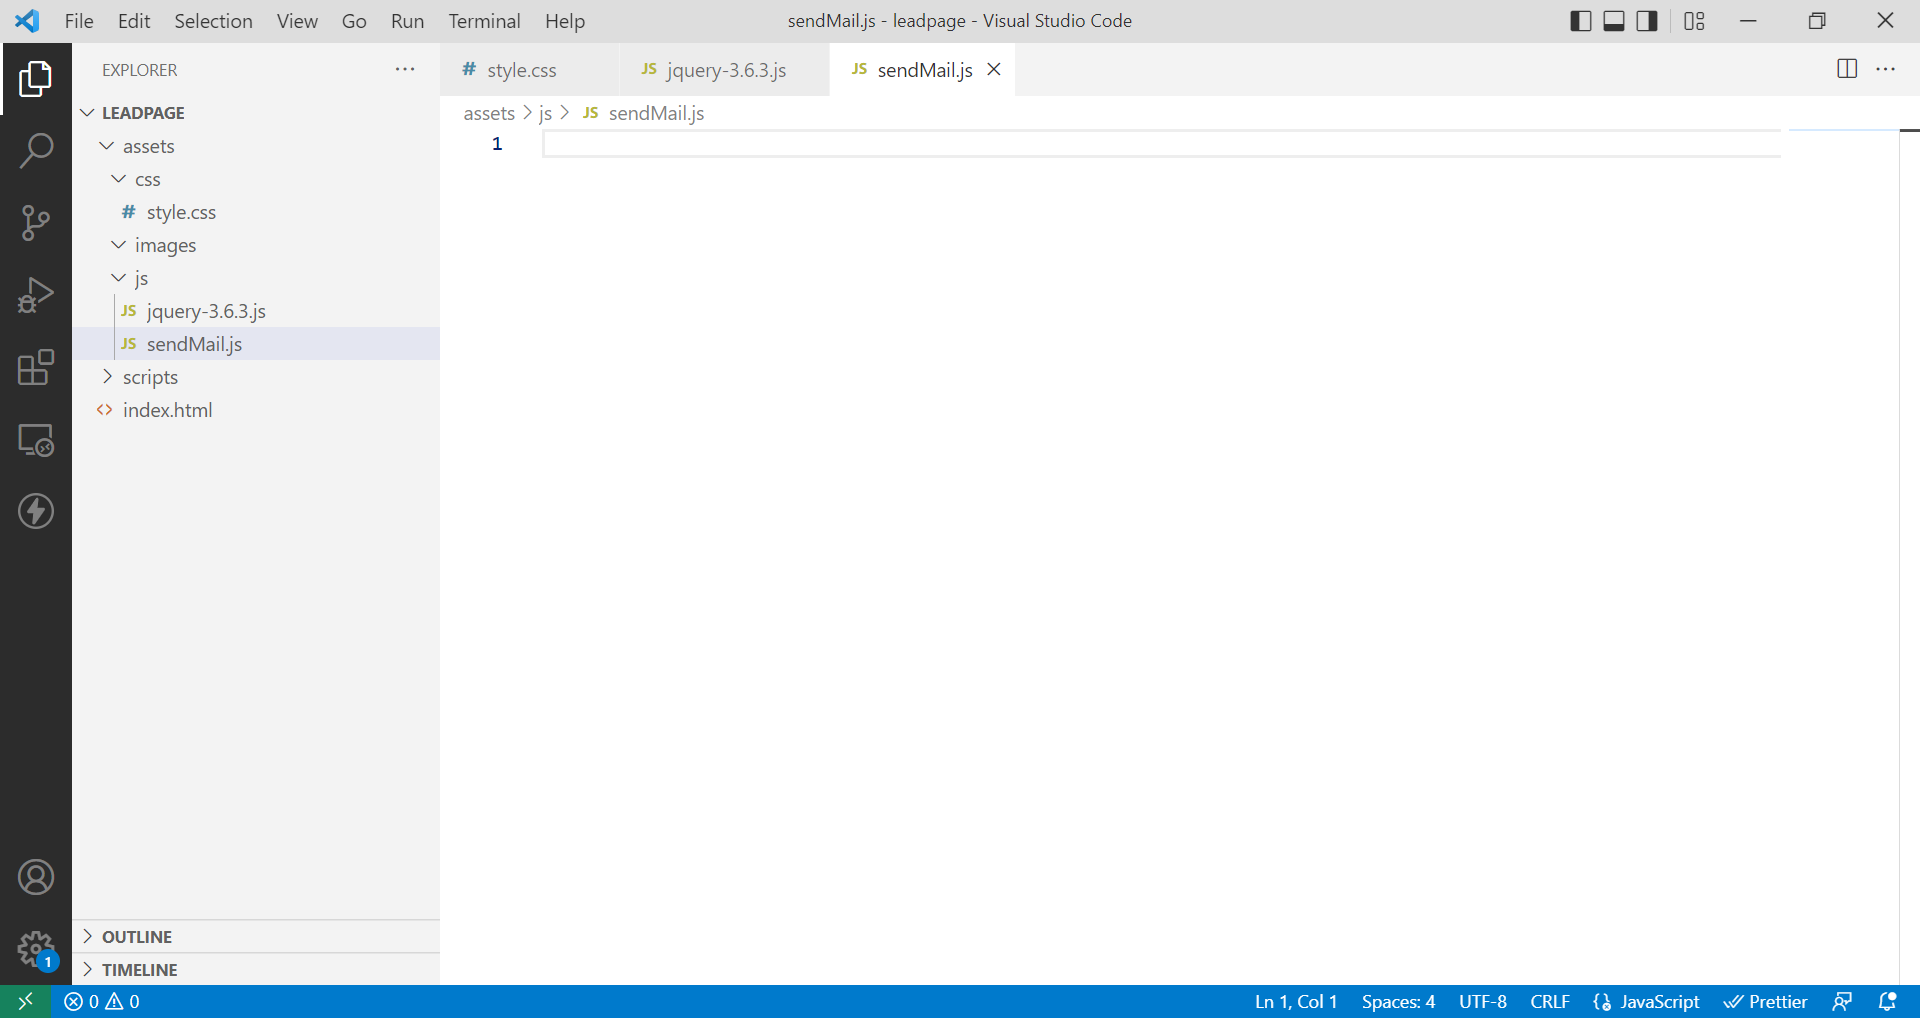 File Edit Selection View Go Run Terminal Help
sendMail.js - leadpage - Visual Studio Code
EXPLORER
LEADPAGE
assets
css
# style.css
images
js
JS jquery-3.6.3.js
JS sendMail.js
scripts
<> index.html
OUTLINE
TIMELINE
1
# style.css
JS jquery-3.6.3.js
JS sendMail.js
assets > js > JS sendMail.js
1
0 0
Ln 1, Col 1
Spaces: 4
UTF-8
CRLF
JavaScript
Prettier